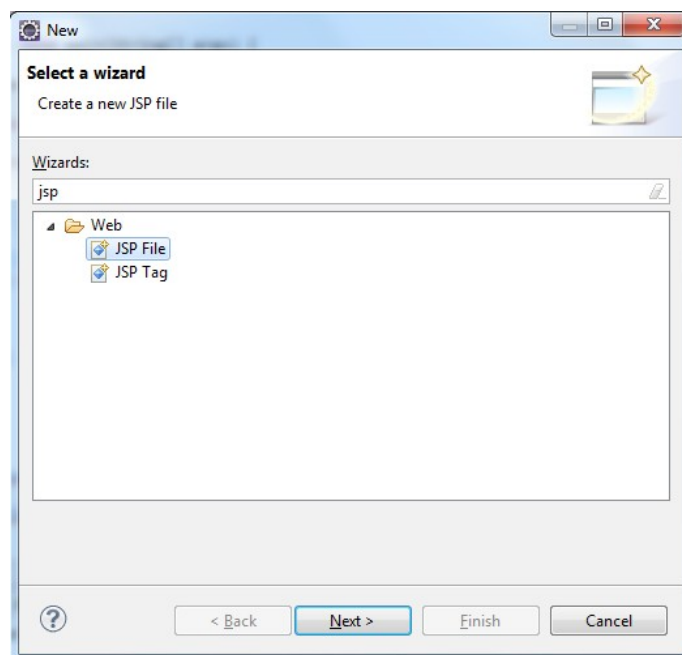 New
Select a wizard
Create a new JSP file
Wizards:
jsp
Web
JSP File
JSP Tag
?
< Back Next > Finish Cancel